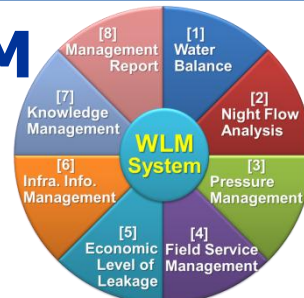 M
[1]
Water
Balance
[2]
Night Flow
Analysis
[3]
Pressure
Management
[4]
Field Service
Management
[5]
Economic
Level of
Leakage
[6]
Infra. Info.
Management
[7]
Knowledge
Management
[8]
Management
Report
WLM
System